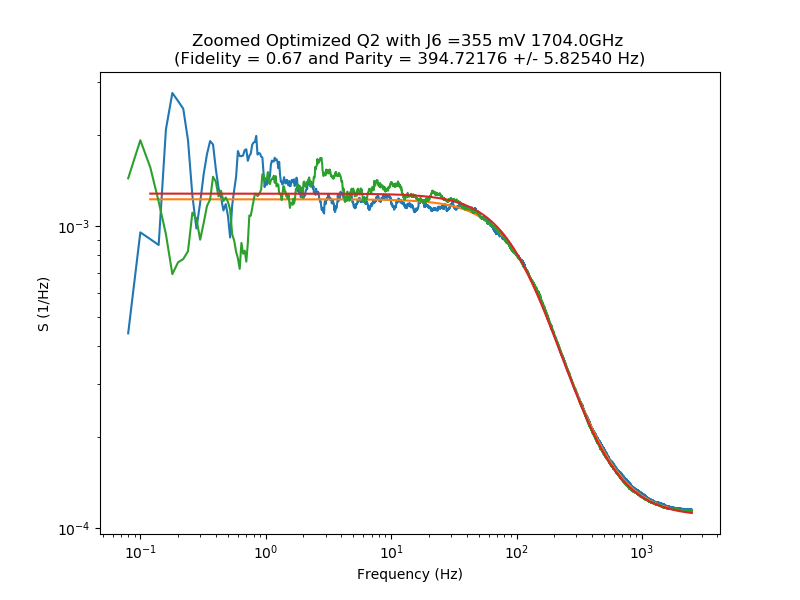 Zoomed Optimized Q2 with J6 =355 mV 1704.0GHz
(Fidelity = 0.67 and Parity = 394.72176 +/- 5.82540 Hz)
S (1/Hz)
10⁻³
10⁻⁴
10⁻¹ 10⁰ 10¹ 10² 10³
Frequency (Hz)